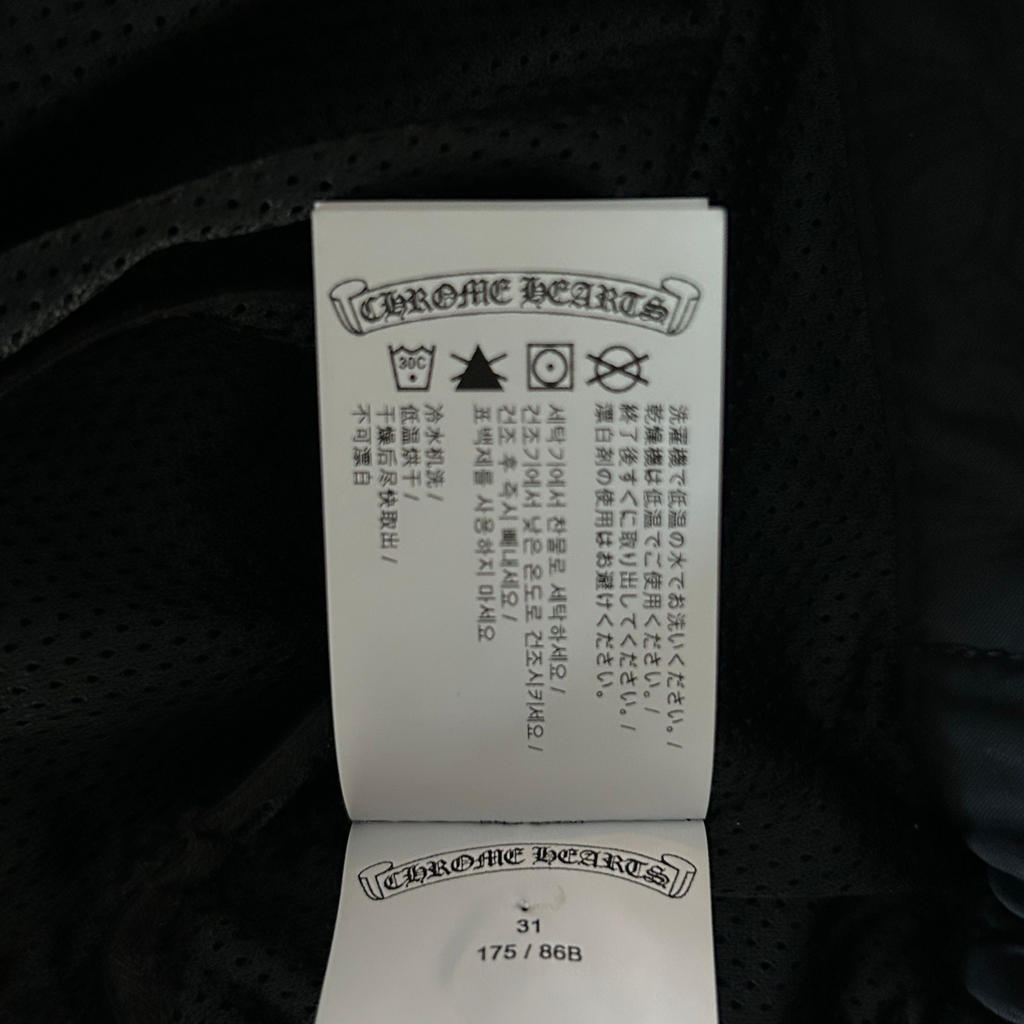 CHROME HEARTS
30C
洗濯機で低温の水でお洗いください。/
乾燥機は低温でご使用ください。/
終了後すぐに取り出してください。/
漂白剤の使用はお避けください。
세탁기에서 찬물로 세탁하세요/
건조기에서 낮은 온도로 건조시키세요/
건조 후 즉시 빼내세요/
표백제를 사용하지 마세요
冷水机洗/
低温烘干/
干燥后尽快取出/
不可漂白
CHROME HEARTS
31
175 / 86B